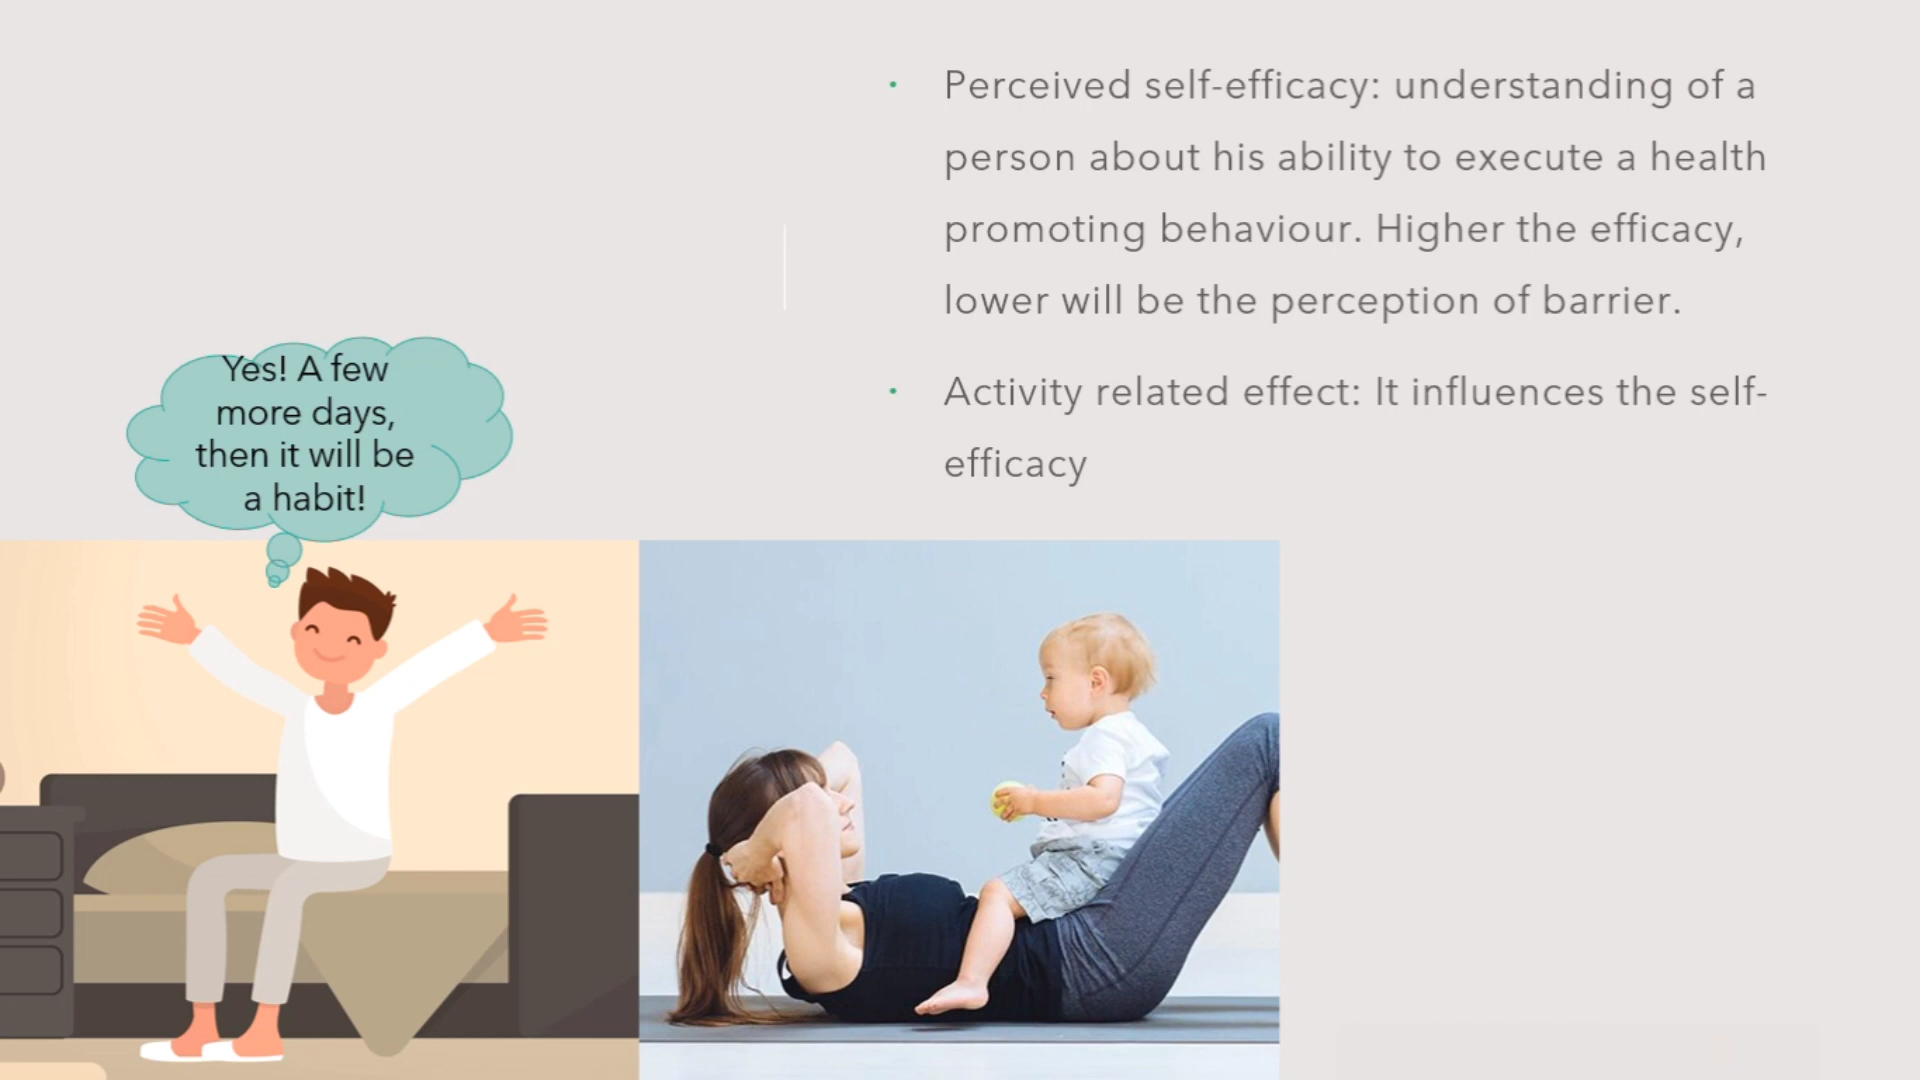 • Perceived self-efficacy: understanding of a
person about his ability to execute a health
promoting behaviour. Higher the efficacy,
lower will be the perception of barrier.
• Activity related effect: It influences the self-
efficacy
Yes! A few
more days,
then it will be
a habit!